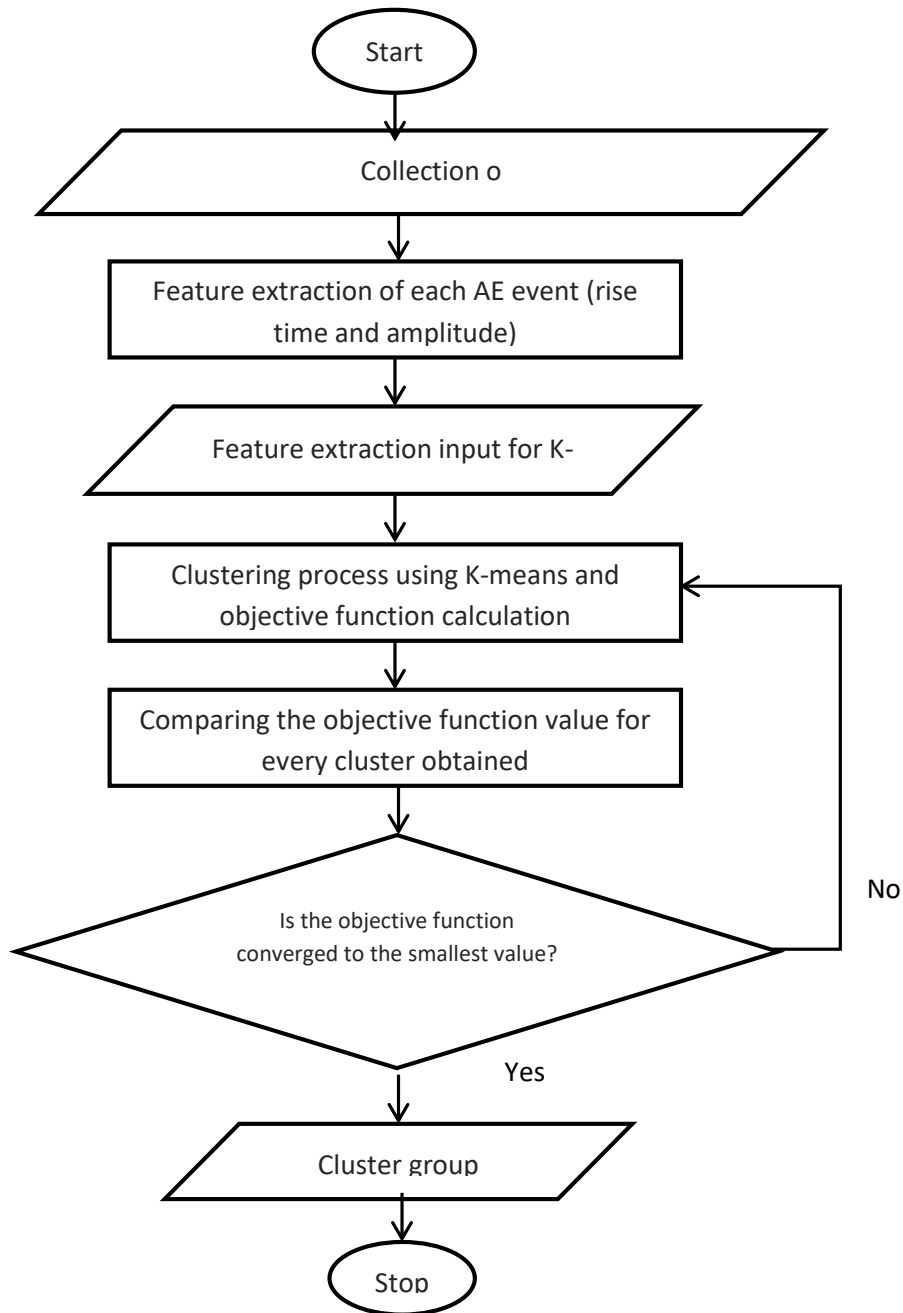 Start
Collection o
Feature extraction of each AE event (rise
time and amplitude)
Feature extraction input for K-
Clustering process using K-means and
objective function calculation
Comparing the objective function value for
every cluster obtained
Is the objective function
converged to the smallest value?
No
Yes
Cluster group
Stop